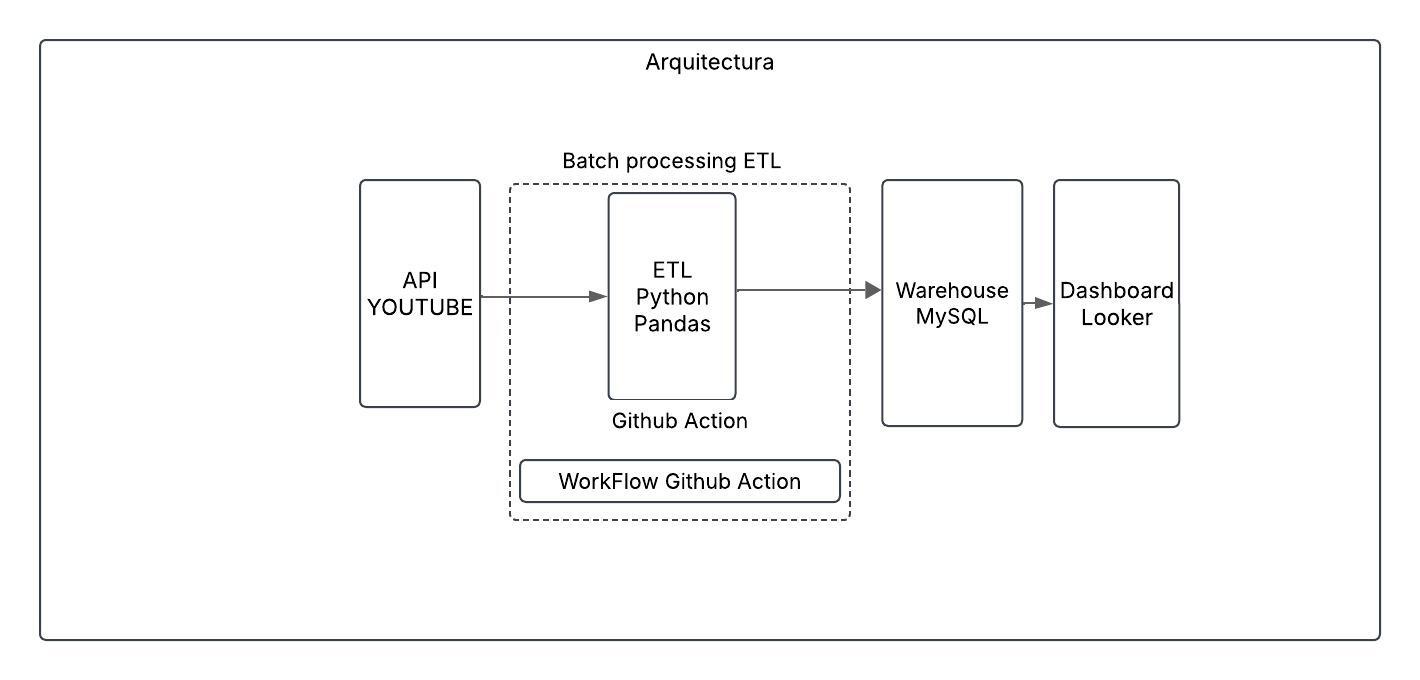 Arquitectura
Batch processing ETL
API
YOUTUBE
ETL
Python
Pandas
Github Action
WorkFlow Github Action
Warehouse
MySQL
Dashboard
Looker